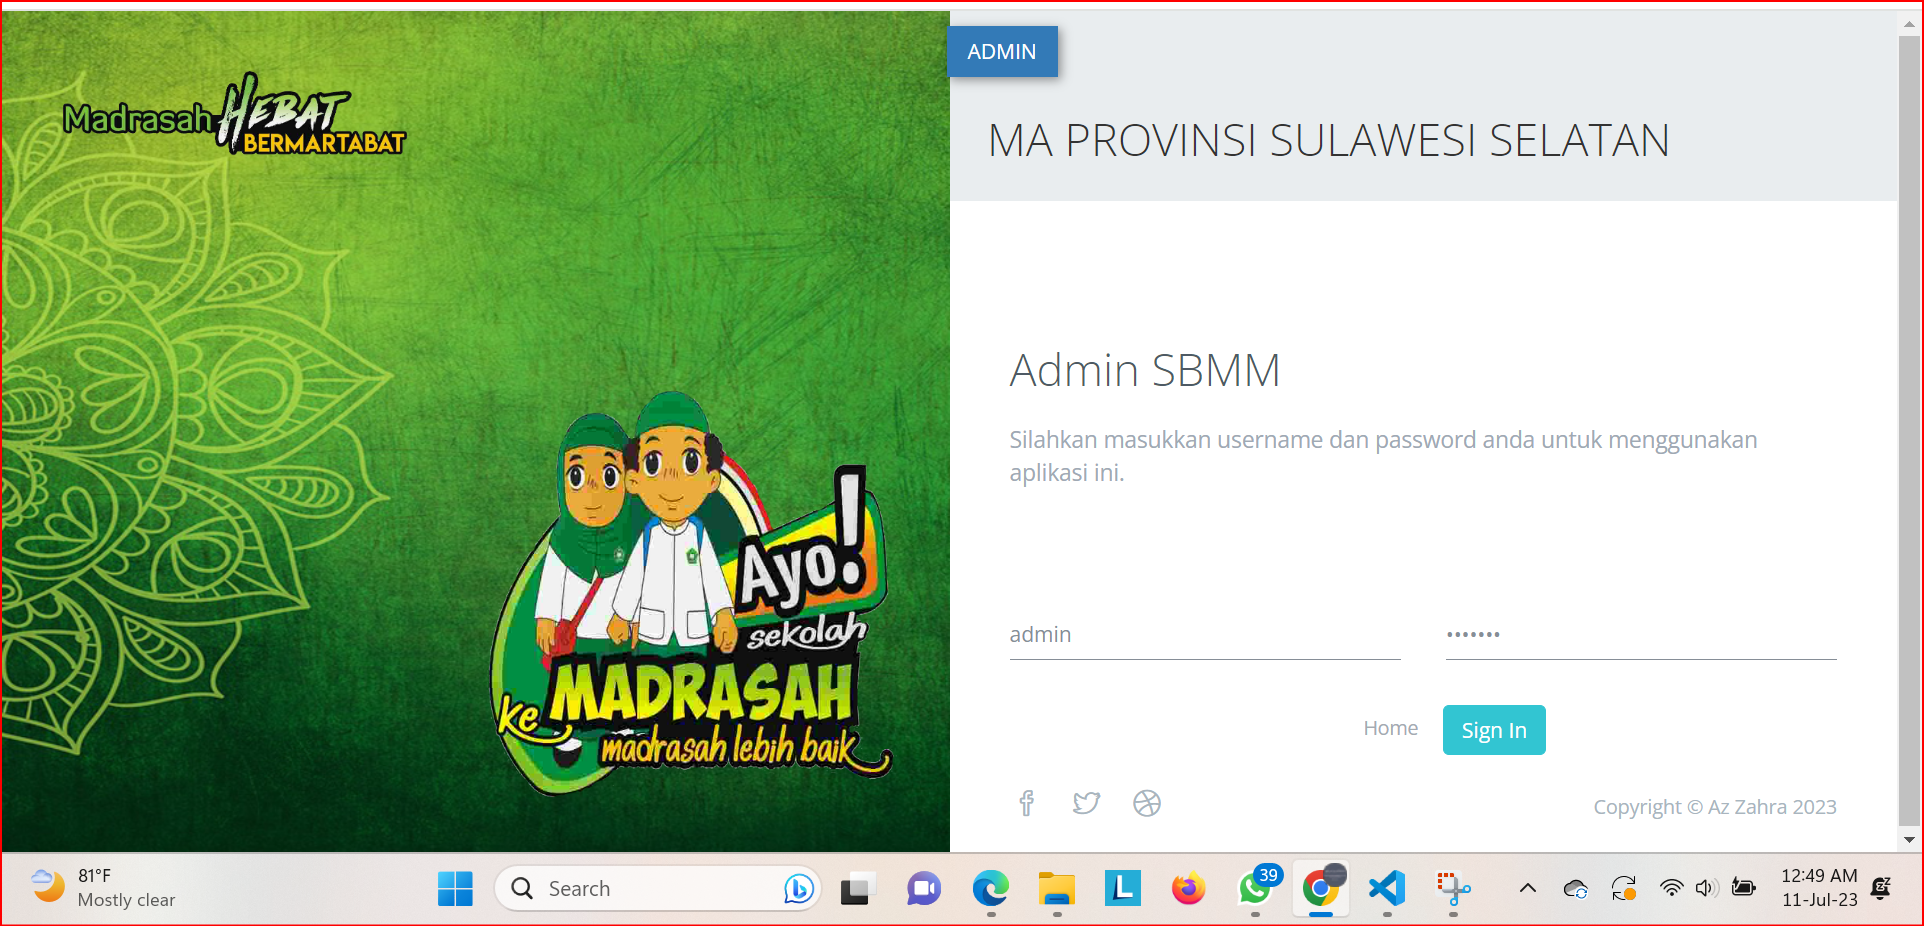 Madrasah HEBAT
BERMARTABAT
Ayo!
sekolah
ke MADRASAH
madrasah lebih baik
ADMIN
MA PROVINSI SULAWESI SELATAN
Admin SBMM
Silahkan masukkan username dan password anda untuk menggunakan
aplikasi ini.
admin
•••••••
Home
Sign In
Copyright © Az Zahra 2023
81°F
Mostly clear
Search
L
39
12:49 AM
11-Jul-23